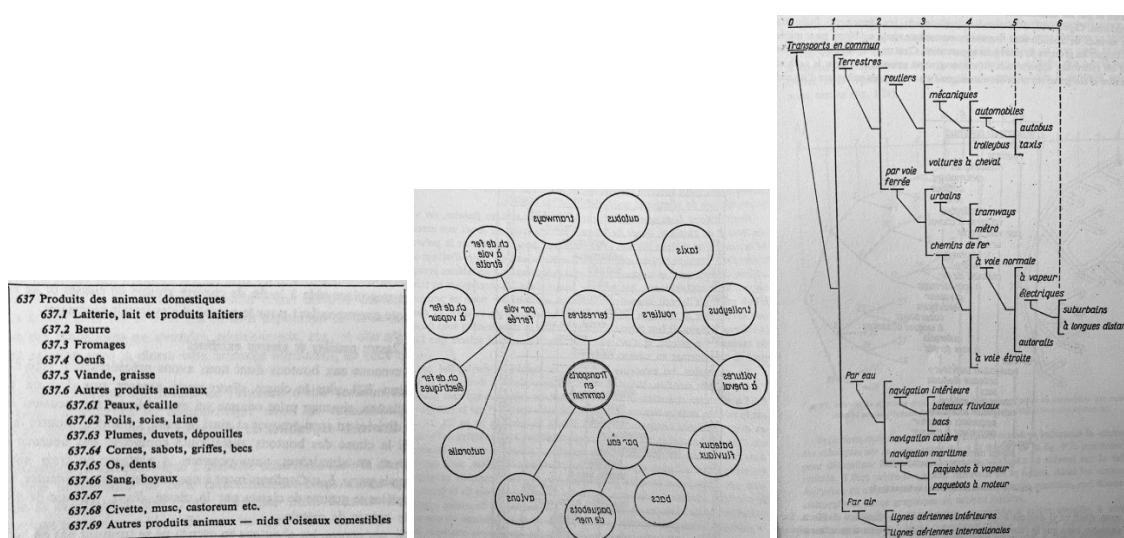 637 Produits des animaux domestiques
637.1 Laiterie, lait et produits laitiers
637.2 Beurre
637.3 Fromages
637.4 Oeufs
637.5 Viande, graisse
637.6 Autres produits animaux
637.61 Peaux, écaille
637.62 Poils, soies, laine
637.63 Plumes, duvets, dépouilles
637.64 Cornes, sabots, griffes, becs
637.65 Os, dents
637.66 Sang, boyaux
637.67 —
637.68 Civette, musc, castoreum etc.
637.69 Autres produits animaux — nids d'oiseaux comestibles
tramways
autobus
ch. de fer
à voie
étroite
taxis
ch. de fer
à vapeur
par voie
ferrée
terrestres
routiers
trolleybus
ch. de fer
électriques
Transports
en
commun
voitures
à cheval
autorails
par eau
bateaux
fluviaux
avions
paquebots
de mer
bacs
0 1 2 3 4 5 6
Transports en commun
Terrestres
routiers
mécaniques
automobiles
autobus
trolleybus
taxis
voitures à cheval
par voie
ferrée
urbains
tramways
métro
chemins de fer
à voie normale
à vapeur
électriques
suburbains
à longues distan
autorails
à voie étroite
Par eau
navigation intérieure
bateaux fluviaux
bacs
navigation cotière
navigation maritime
paquebots à vapeur
paquebots à moteur
Par air
lignes aériennes intérieures
lignes aériennes internationales